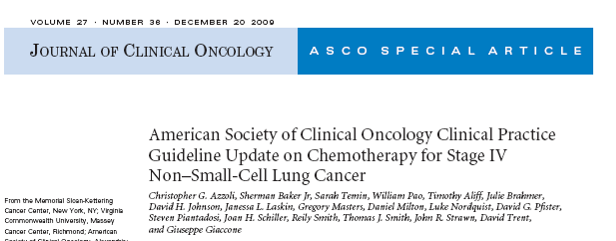 VOLUME 27 · NUMBER 36 · DECEMBER 20 2009
JOURNAL OF CLINICAL ONCOLOGY
ASCO SPECIAL ARTICLE
American Society of Clinical Oncology Clinical Practice
Guideline Update on Chemotherapy for Stage IV
Non–Small-Cell Lung Cancer
Christopher G. Azzoli, Sherman Baker Jr, Sarah Temin, William Pao, Timothy Aliff, Julie Brahmer,
David H. Johnson, Janessa L. Laskin, Gregory Masters, Daniel Milton, Luke Nordquist, David G. Pfister,
Steven Piantadosi, Joan H. Schiller, Reily Smith, Thomas J. Smith, John R. Strawn, David Trent,
and Giuseppe Giaccone
From the Memorial Sloan-Kettering
Cancer Center, New York, NY; Virginia
Commonwealth University, Massey
Cancer Center, Richmond; American